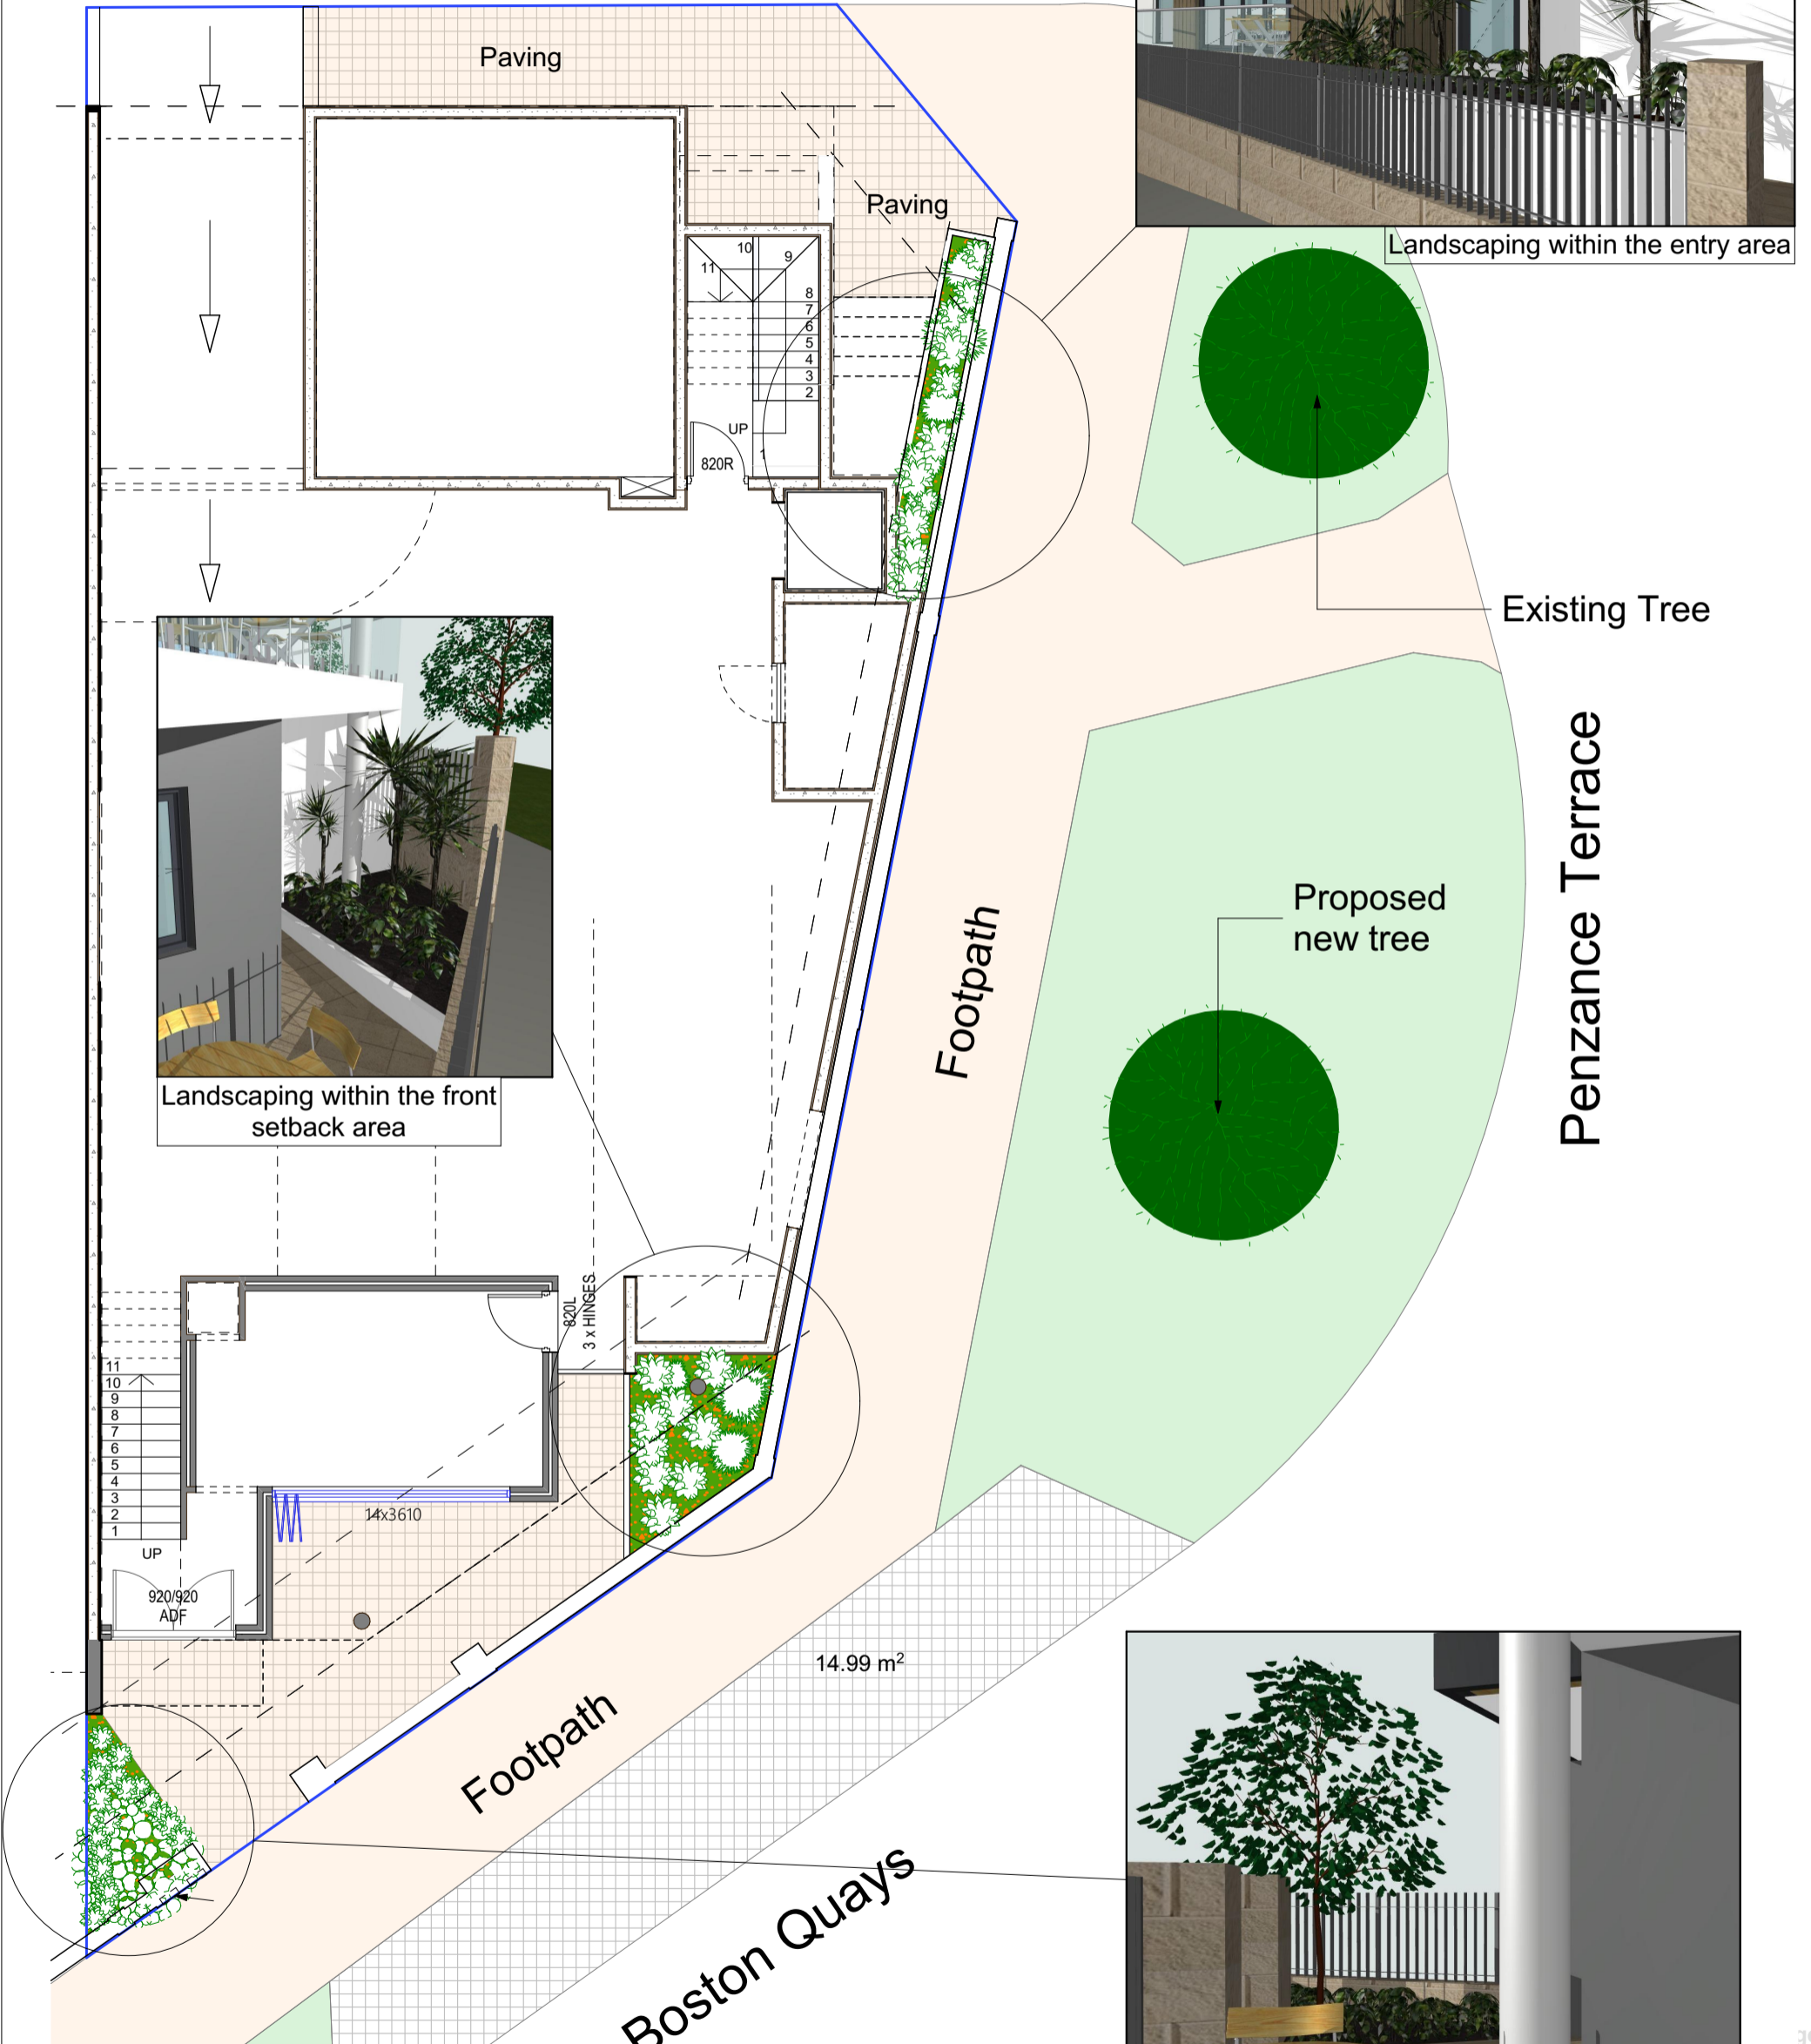 Paving
Landscaping within the entry area
Paving
10
9
11
8
7
6
5
4
3
2
UP
1
820R
Existing Tree
Penzance Terrace
Proposed
new tree
Footpath
Landscaping within the front
setback area
820L
3 x HINGES
11
10
9
8
7
6
5
4
3
2
1
14x3610
UP
920/920
ADF
14.99 m²
Footpath
Boston Quays